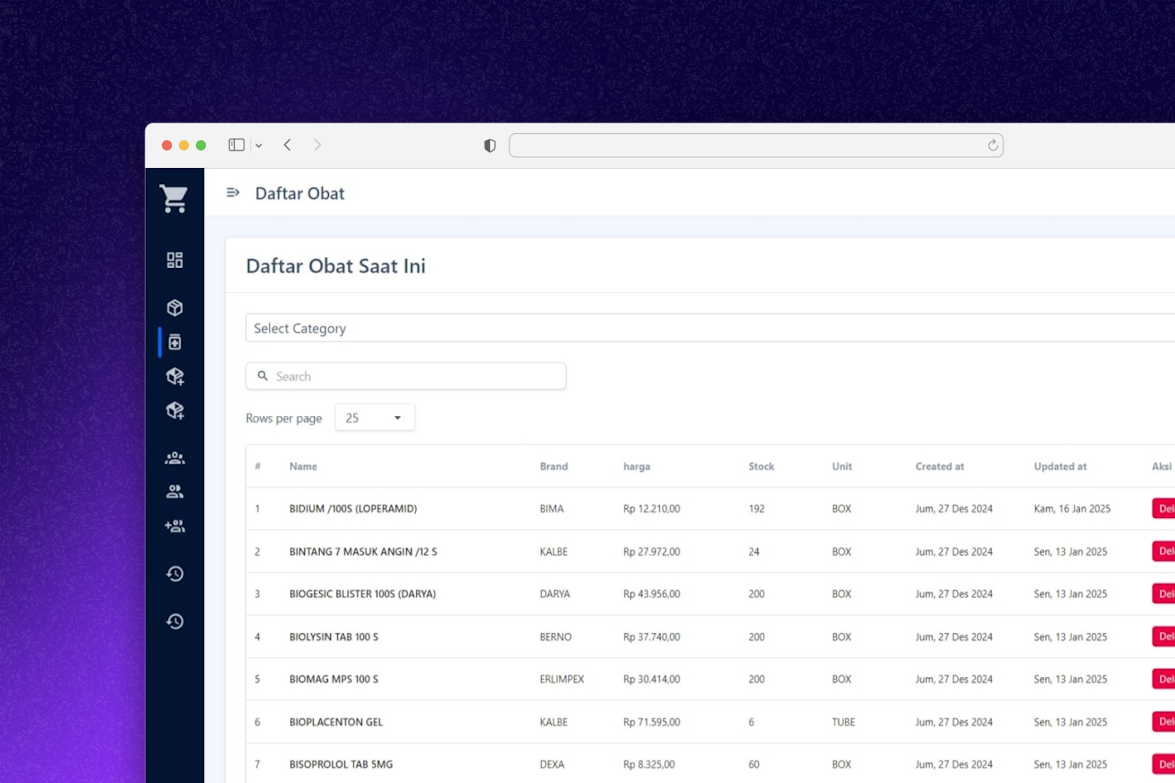 Daftar Obat
Daftar Obat Saat Ini
Select Category
Search
Rows per page 25
# Name Brand harga Stock Unit Created at Updated at Aksi
1 BIDIUM /100S (LOPERAMID) BIMA Rp 12.210,00 192 BOX Jum, 27 Des 2024 Kam, 16 Jan 2025
2 BINTANG 7 MASUK ANGIN /12 S KALBE Rp 27.972,00 24 BOX Jum, 27 Des 2024 Sen, 13 Jan 2025
3 BIOGESIC BLISTER 100S (DARYA) DARYA Rp 43.956,00 200 BOX Jum, 27 Des 2024 Sen, 13 Jan 2025
4 BIOLYSIN TAB 100 S BERNO Rp 37.740,00 200 BOX Jum, 27 Des 2024 Sen, 13 Jan 2025
5 BIOMAG MPS 100 S ERLIMPEX Rp 30.414,00 200 BOX Jum, 27 Des 2024 Sen, 13 Jan 2025
6 BIOPLACENTON GEL KALBE Rp 71.595,00 6 TUBE Jum, 27 Des 2024 Sen, 13 Jan 2025
7 BISOPROLOL TAB 5MG DEXA Rp 8.325,00 60 BOX Jum, 27 Des 2024 Sen, 13 Jan 2025